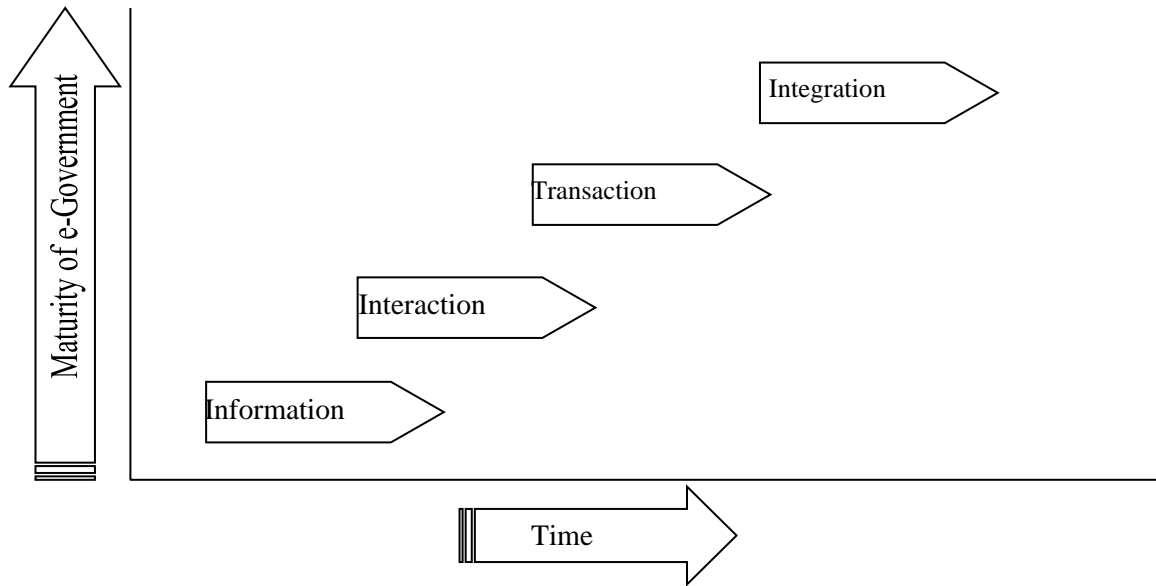 Maturity of e-Government
Integration
Transaction
Interaction
Information
Time